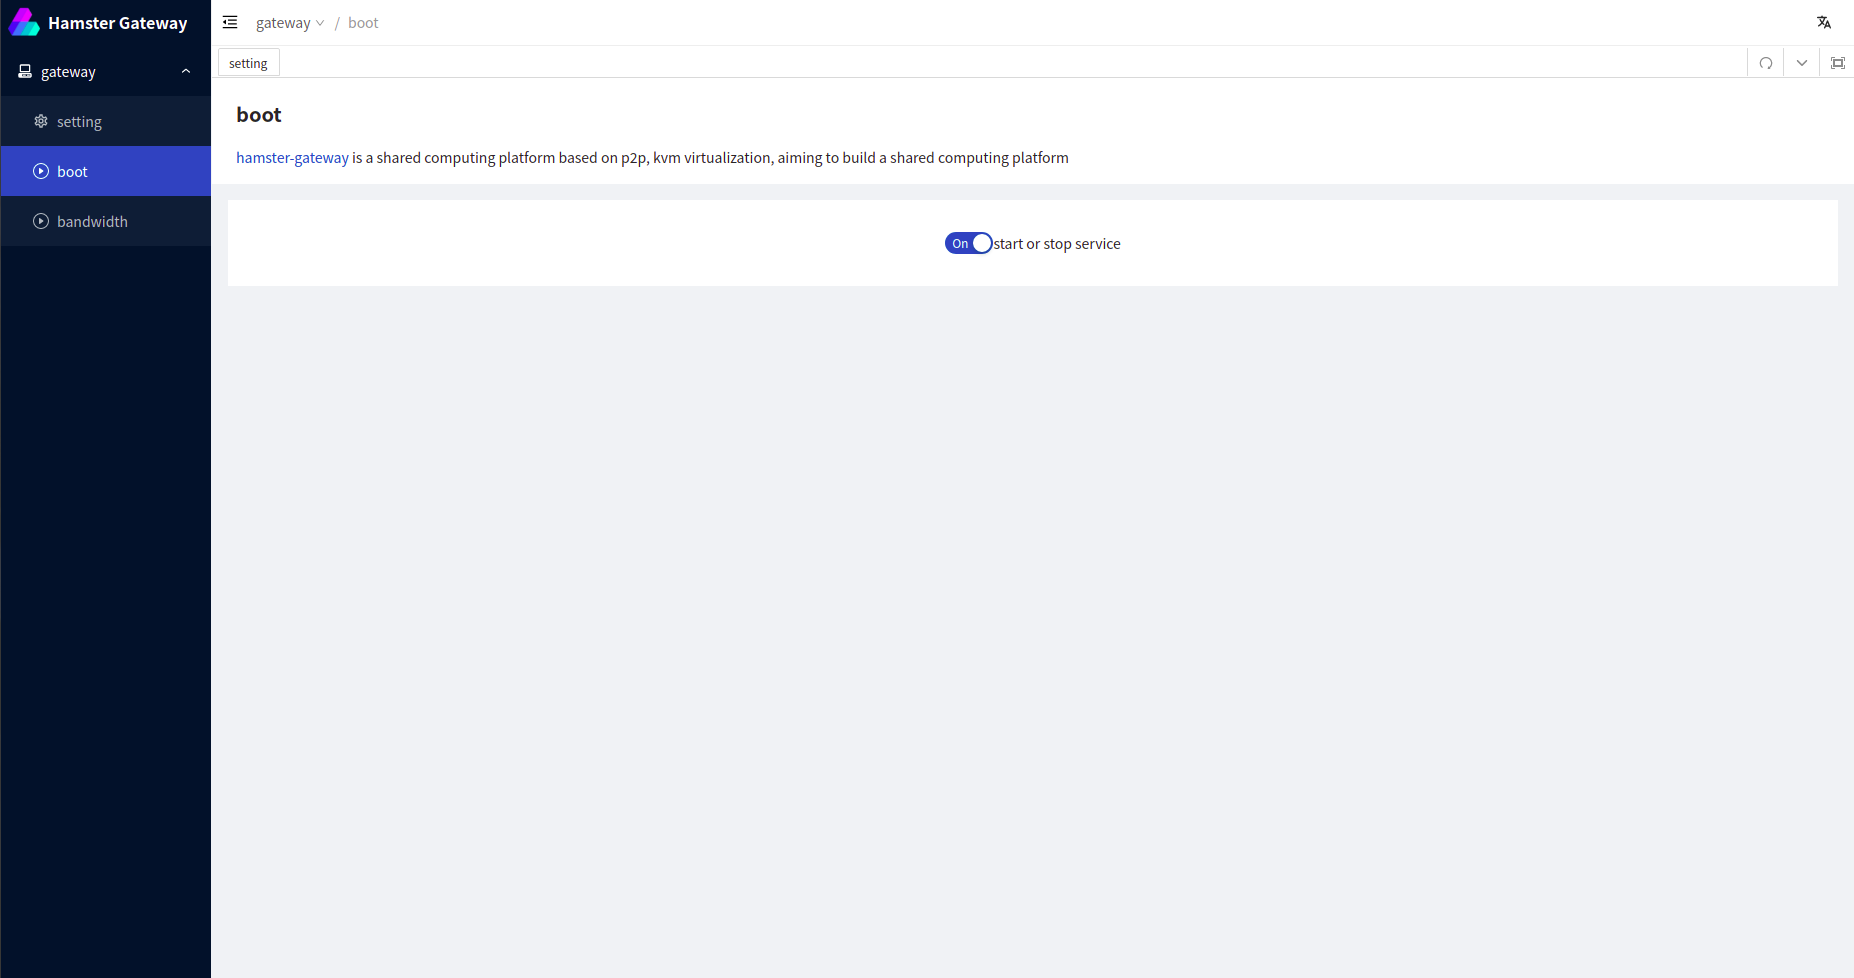 Hamster Gateway
gateway / boot
gateway
setting
setting
boot
bandwidth
boot
hamster-gateway is a shared computing platform based on p2p, kvm virtualization, aiming to build a shared computing platform
On start or stop service